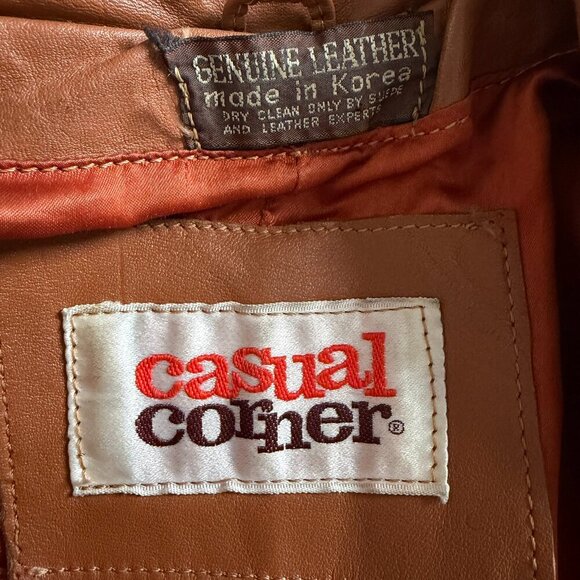 GENUINE LEATHER
made in Korea
DRY CLEAN ONLY BY SUEDE
AND LEATHER EXPERTS
casual
corner®